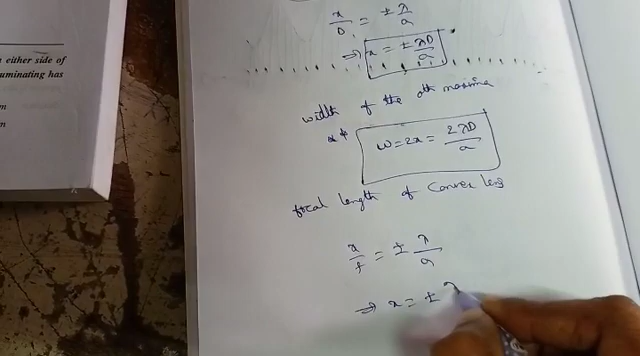 either side of
uminating has
m
m
x/D = ± λ/a
⇒ x = ± λD/a
width of the 0th maxima
W = 2x = 2λD/a
focal length of Convex lens
x/f = ± λ/a
⇒ x = ± λ